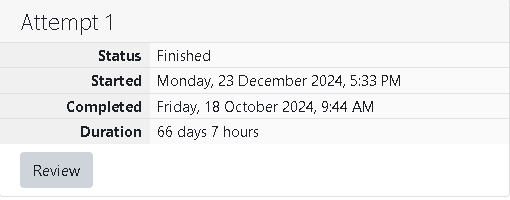 Attempt 1
Status Finished
Started Monday, 23 December 2024, 5:33 PM
Completed Friday, 18 October 2024, 9:44 AM
Duration 66 days 7 hours
Review